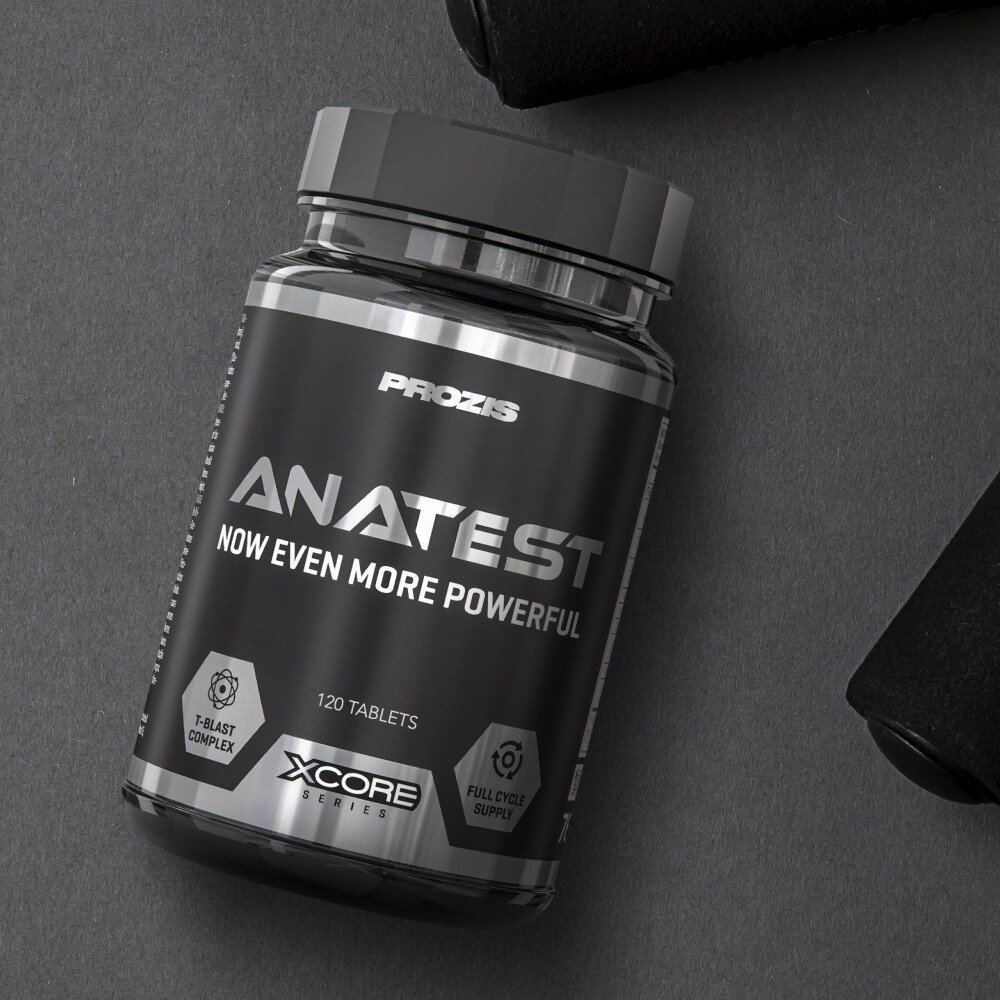 PROZIS
ANATEST
NOW EVEN MORE POWERFUL
120 TABLETS
T-BLAST
COMPLEX
XCORE
SERIES
FULL CYCLE
SUPPLY